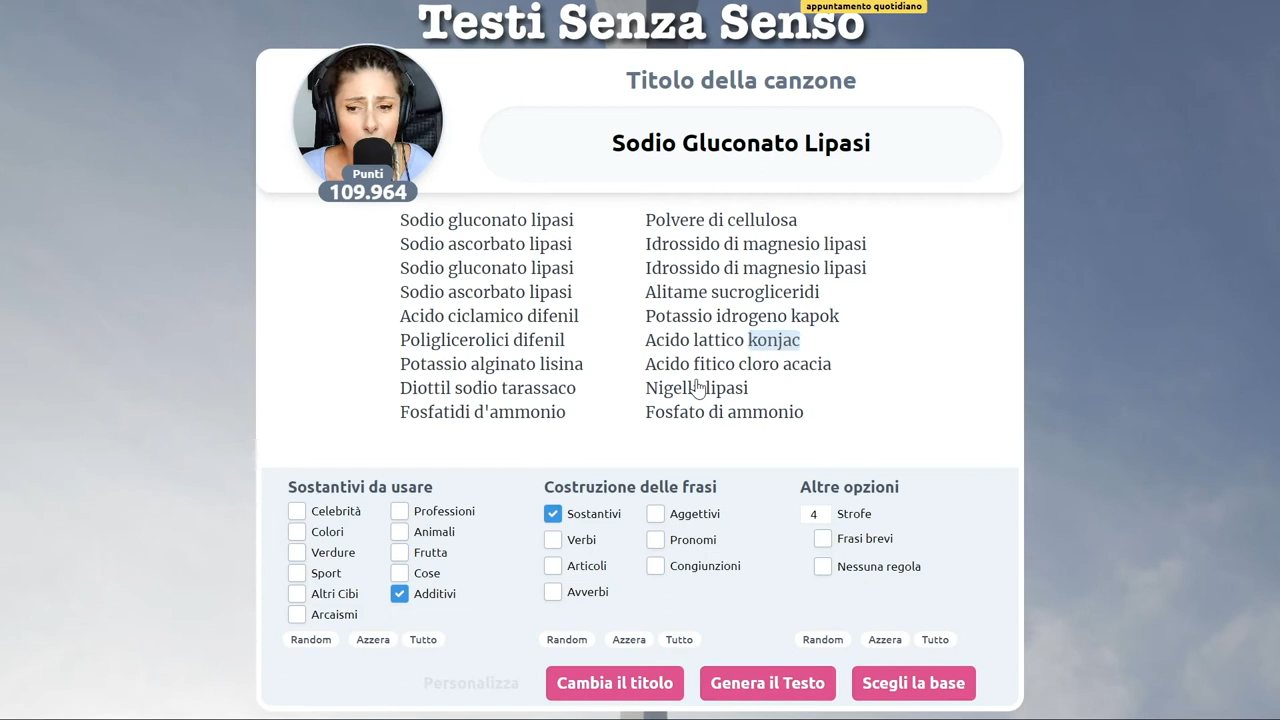 appuntamento quotidiano
Testi Senza Senso
Titolo della canzone
Sodio Gluconato Lipasi
Punti
109.964
Sodio gluconato lipasi
Sodio ascorbato lipasi
Sodio gluconato lipasi
Sodio ascorbato lipasi
Acido ciclamico difenil
Poliglicerolici difenil
Potassio alginato lisina
Diottil sodio tarassaco
Fosfatidi d'ammonio
Polvere di cellulosa
Idrossido di magnesio lipasi
Idrossido di magnesio lipasi
Alitame sucrogliceridi
Potassio idrogeno kapok
Acido lattico konjac
Acido fitico cloro acacia
lipasi
Fosfato di ammonio
Sostantivi da usare
Celebrità
Professioni
Colori
Animali
Verdure
Frutta
Sport
Cose
Altri Cibi
Additivi
Arcaismi
Random Azzera Tutto
Costruzione delle frasi
Sostantivi
Aggettivi
Verbi
Pronomi
Articoli
Congiunzioni
Avverbi
Random Azzera Tutto
Altre opzioni
4 Strofe
Frasi brevi
Nessuna regola
Random Azzera Tutto
Personalizza
Cambia il titolo
Genera il Testo
Scegli la base